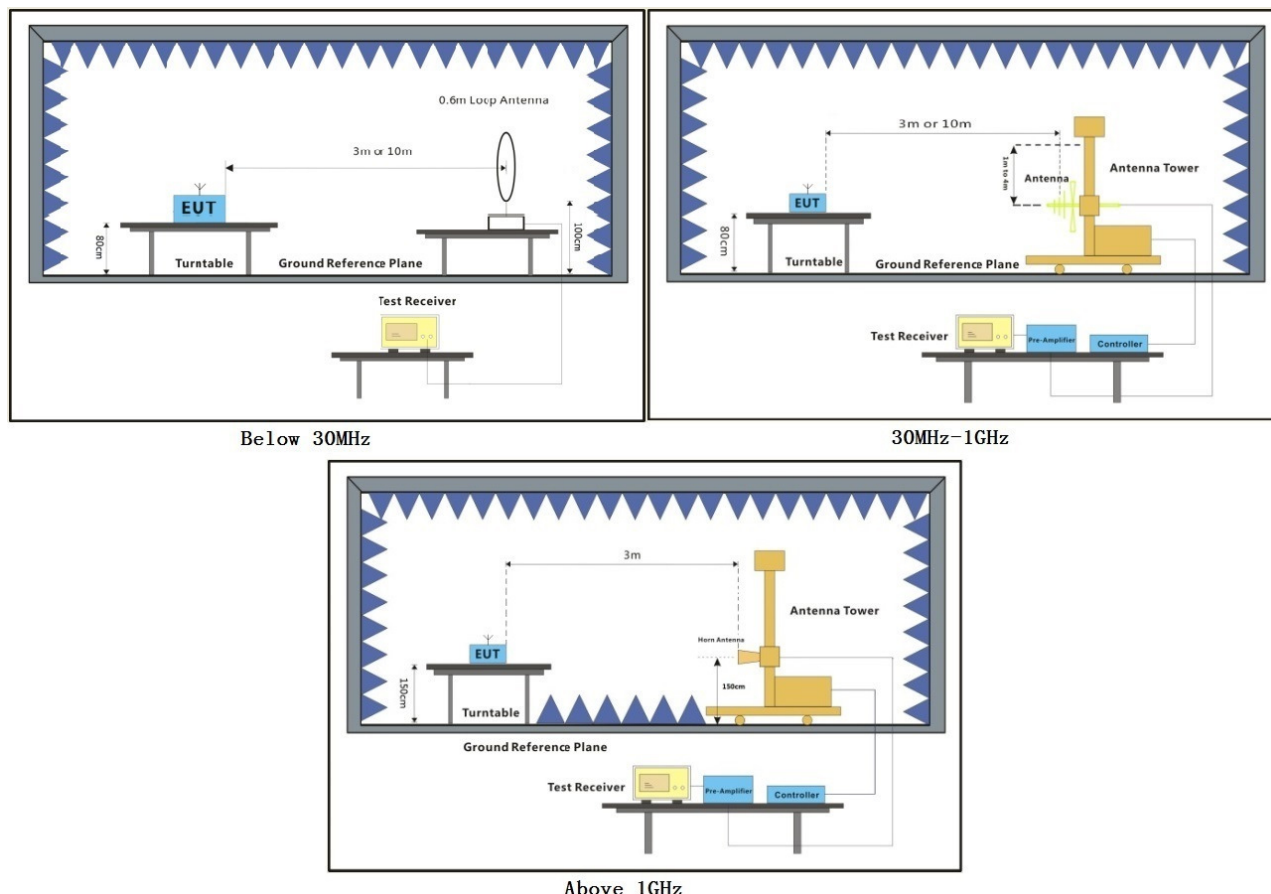 0.6m Loop Antenna
3m or 10m
EUT
80cm
100cm
Turntable
Ground Reference Plane
Test Receiver
Below 30MHz
3m or 10m
1m to 4m
Antenna
Antenna Tower
EUT
80cm
Turntable
Ground Reference Plane
Test Receiver
Pre-Amplifier
Controller
30MHz-1GHz
3m
Antenna Tower
Horn Antenna
EUT
150cm
150cm
Turntable
Ground Reference Plane
Test Receiver
Pre-Amplifier
Controller
Above 1GHz